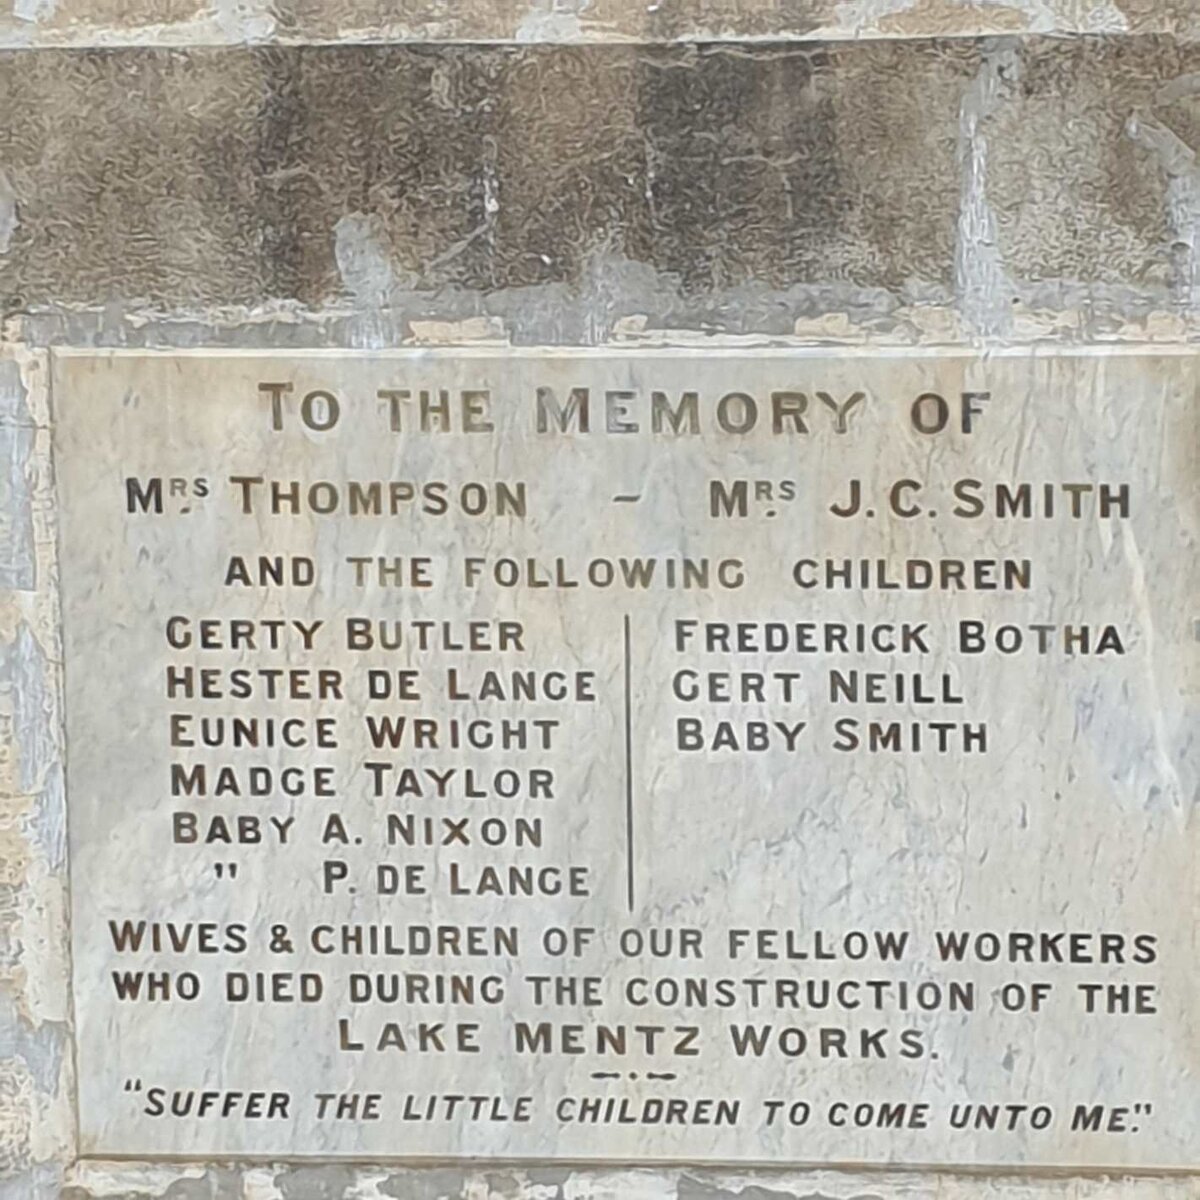 TO THE MEMORY OF
MRS. THOMPSON - MRS. J.C. SMITH
AND THE FOLLOWING CHILDREN
GERTY BUTLER
HESTER DE LANGE
EUNICE WRIGHT
MADGE TAYLOR
BABY A. NIXON
" P. DE LANGE
FREDERICK BOTHA
GERT NEILL
BABY SMITH
WIVES & CHILDREN OF OUR FELLOW WORKERS
WHO DIED DURING THE CONSTRUCTION OF THE
LAKE MENTZ WORKS.
"SUFFER THE LITTLE CHILDREN TO COME UNTO ME."